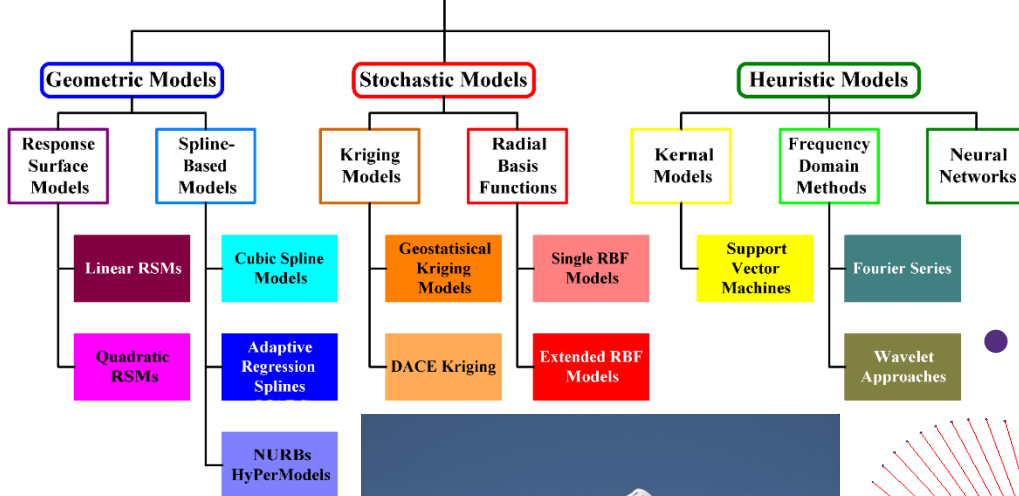 Geometric Models
Stochastic Models
Heuristic Models
Response
Surface
Models
Spline-
Based
Models
Kriging
Models
Radial
Basis
Functions
Kernal
Models
Frequency
Domain
Methods
Neural
Networks
Linear RSMs
Cubic Spline
Models
Geostatisical
Kriging
Models
Single RBF
Models
Support
Vector
Machines
Fourier Series
Quadratic
RSMs
Adaptive
Regression
Splines
DACE Kriging
Extended RBF
Models
Wavelet
Approaches
NURBs
HyPerModels